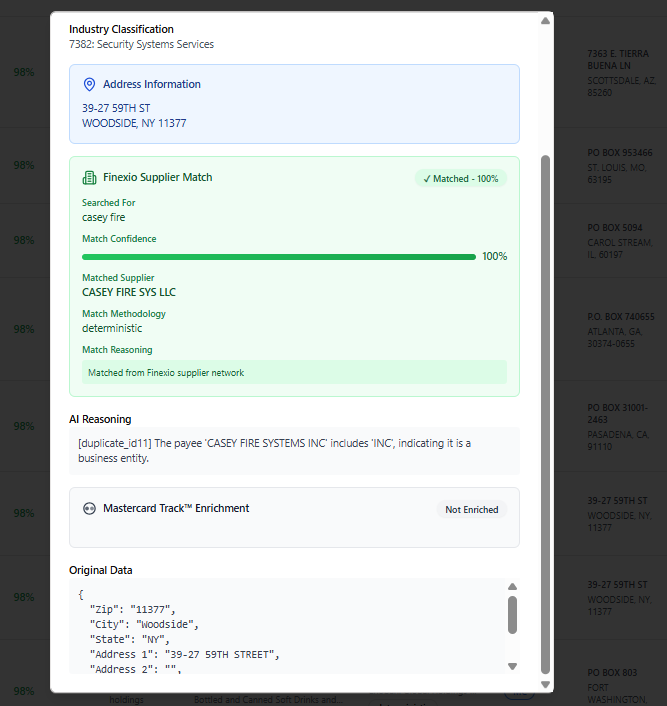 Industry Classification
7382: Security Systems Services
Address Information
39-27 59TH ST
WOODSIDE, NY 11377
Finexio Supplier Match
✓ Matched - 100%
Searched For
casey fire
Match Confidence
100%
Matched Supplier
CASEY FIRE SYS LLC
Match Methodology
deterministic
Match Reasoning
Matched from Finexio supplier network
AI Reasoning
[duplicate_id11] The payee 'CASEY FIRE SYSTEMS INC' includes 'INC', indicating it is a
business entity.
Mastercard Track™ Enrichment
Not Enriched
Original Data
{
"Zip": "11377",
"City": "Woodside",
"State": "NY",
"Address 1": "39-27 59TH STREET",
"Address 2": "",
98%
7363 E. TIERRA
BUENA LN
SCOTTSDALE, AZ,
85260
98%
PO BOX 953466
ST. LOUIS, MO,
63195
98%
PO BOX 5094
CAROL STREAM,
IL, 60197
98%
P.O. BOX 740655
ATLANTA, GA,
30374-0655
98%
PO BOX 31001-
2463
PASADENA, CA,
91110
98%
39-27 59TH ST
WOODSIDE, NY,
11377
98%
39-27 59TH ST
WOODSIDE, NY,
11377
98%
holdings
Bottled and Canned Soft Drinks and...
PO BOX 803
FORT
WASHINGTON,